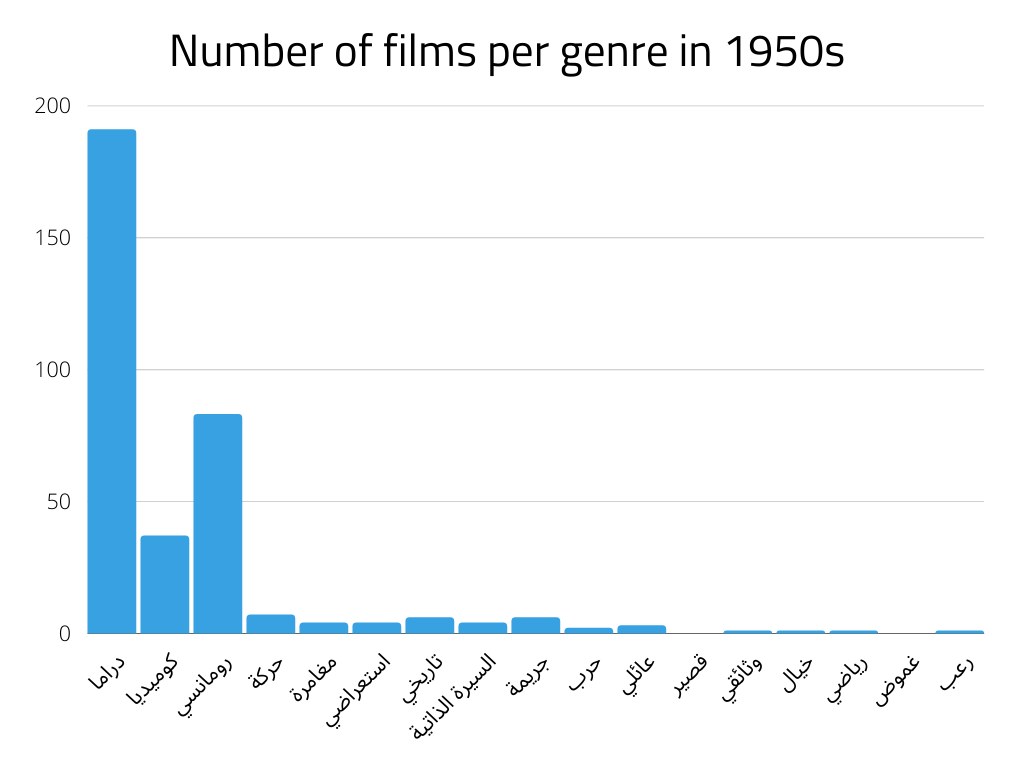 Number of films per genre in 1950s
200
150
100
50
0
دراما
كوميديا
رومانسي
حركة
مغامرة
استعراضي
تاريخي
السيرة الذاتية
جريمة
حرب
عائلي
قصير
وثائقي
خيال
رياضي
غموض
رعب